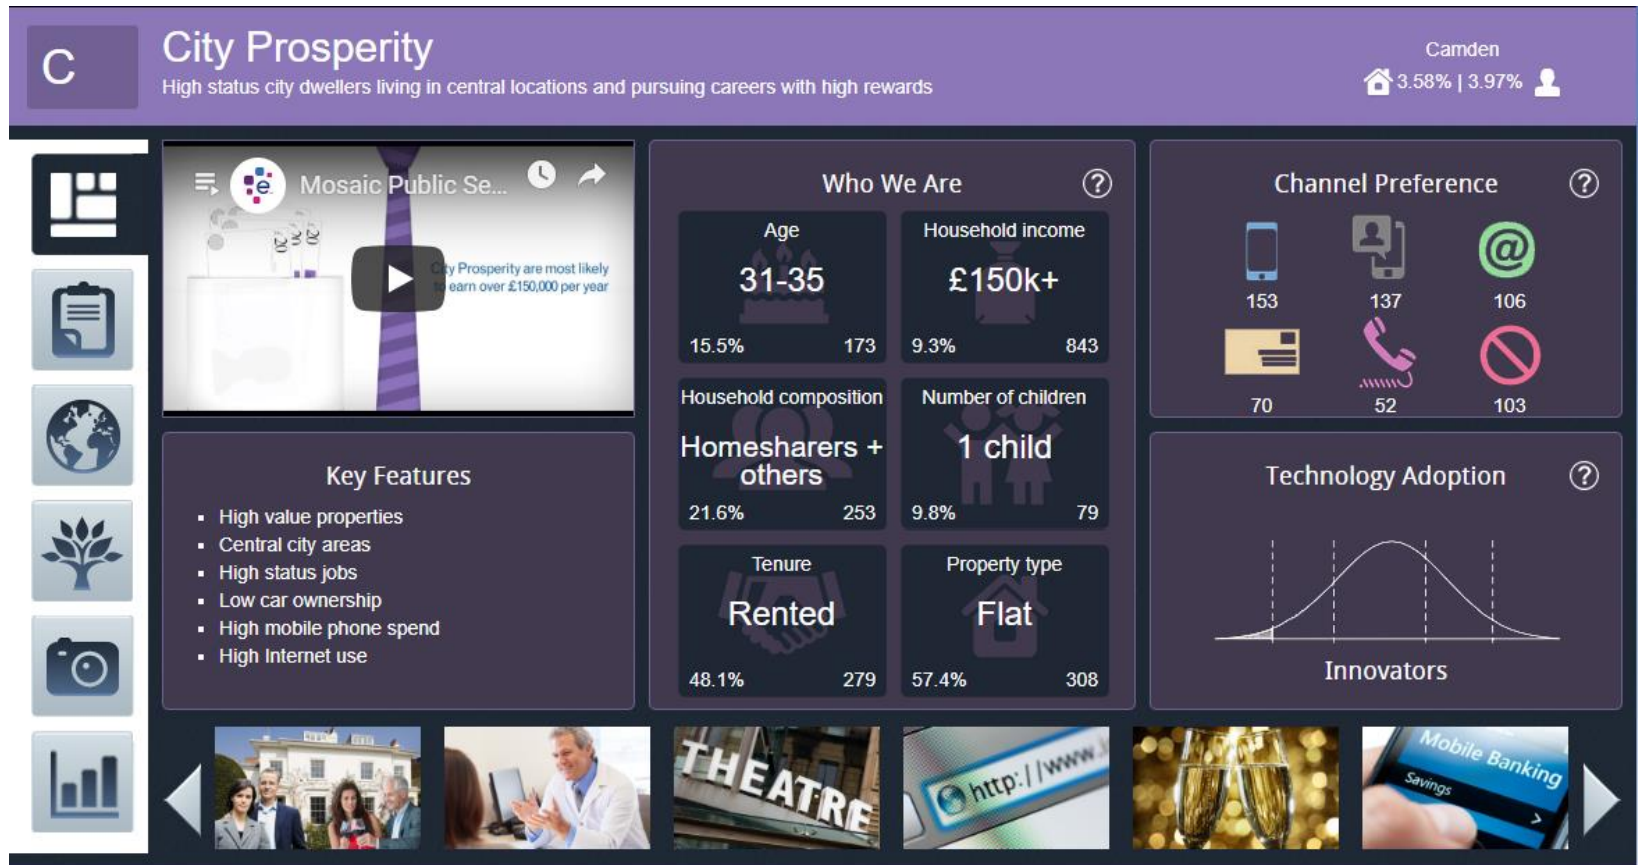 C
City Prosperity
High status city dwellers living in central locations and pursuing careers with high rewards
Camden
3.58% | 3.97%
e
Mosaic Public Se...
20
20
20
City Prosperity are most likely
to earn over £150,000 per year
Key Features
▪ High value properties
▪ Central city areas
▪ High status jobs
▪ Low car ownership
▪ High mobile phone spend
▪ High Internet use
Who We Are
?
Age
31-35
15.5% 173
Household income
£150k+
9.3% 843
Household composition
Homesharers +
others
21.6% 253
Number of children
1 child
9.8% 79
Tenure
Rented
48.1% 279
Property type
Flat
57.4% 308
Channel Preference
?
@
153 137 106
70 52 103
Technology Adoption
?
Innovators
THEATRE
http://www.
Mobile Banking
Savings